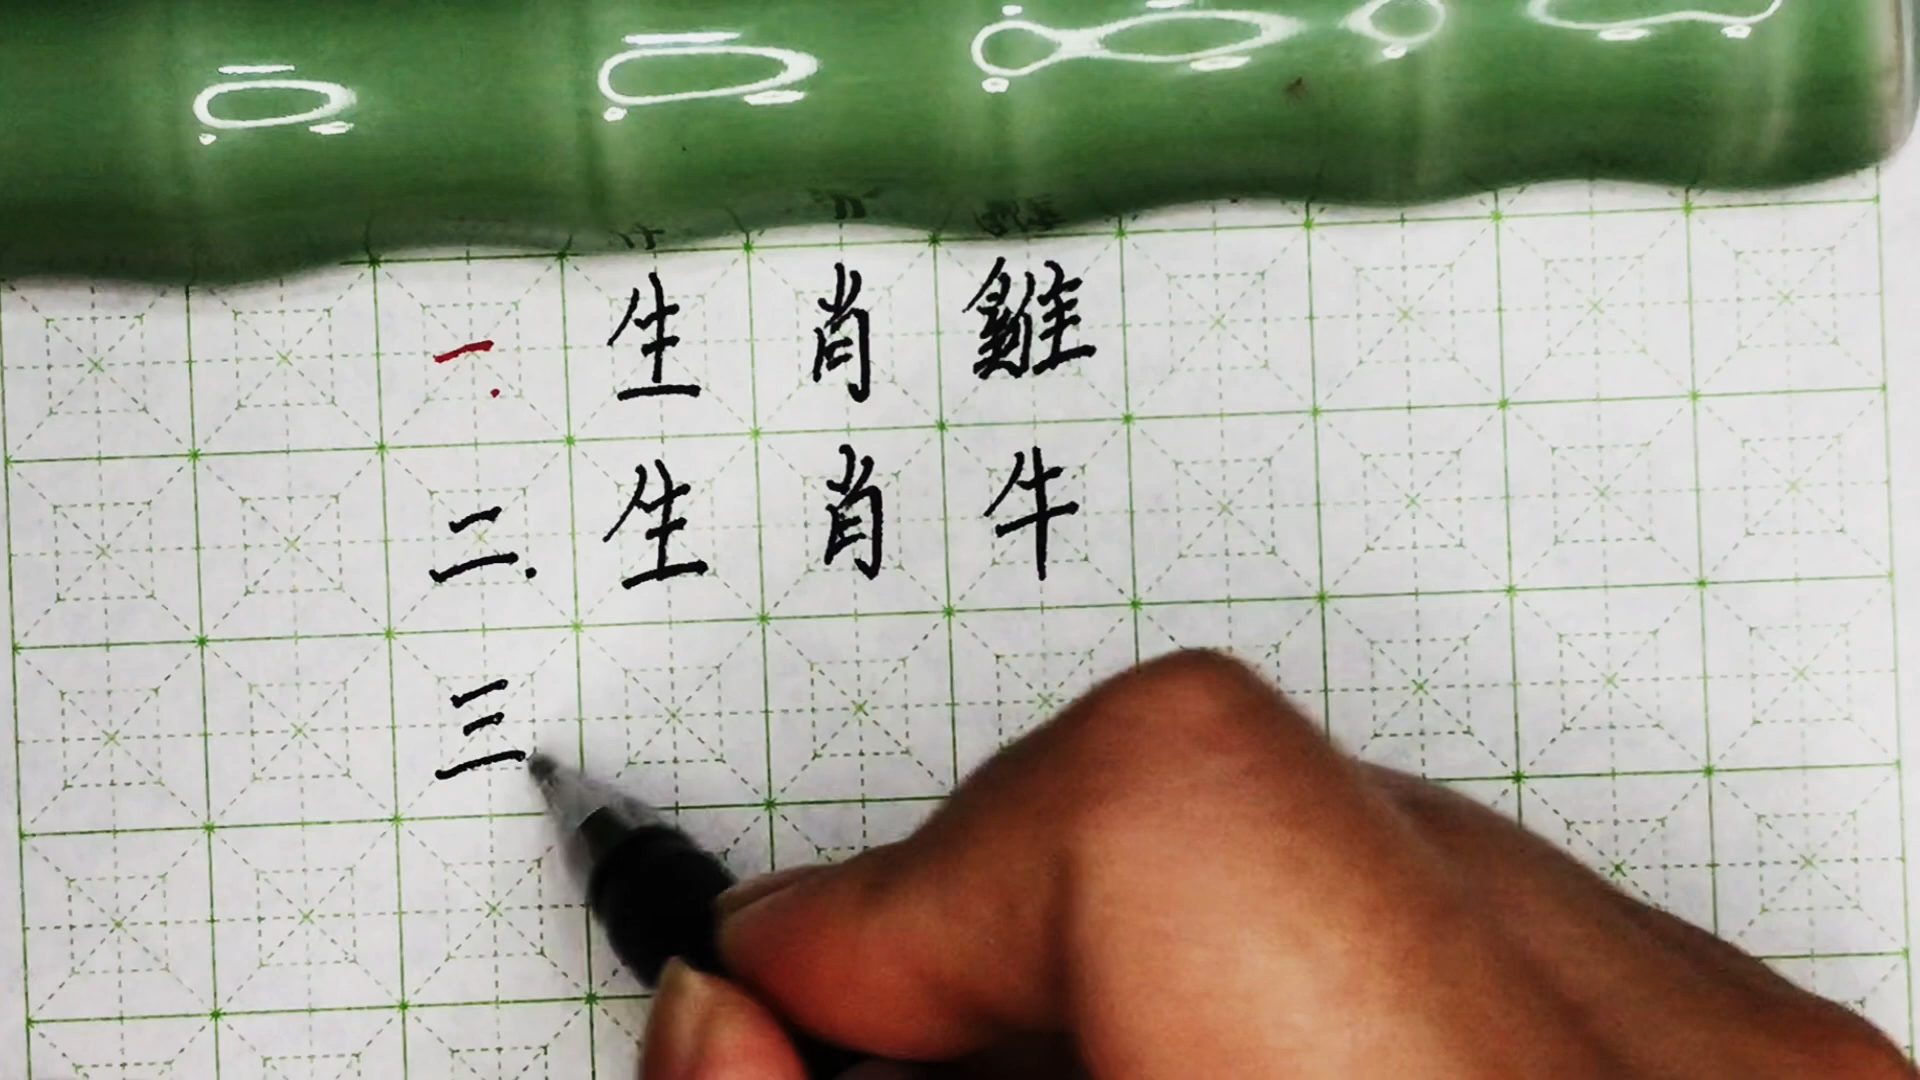 一. 生肖雞
二. 生肖牛
三